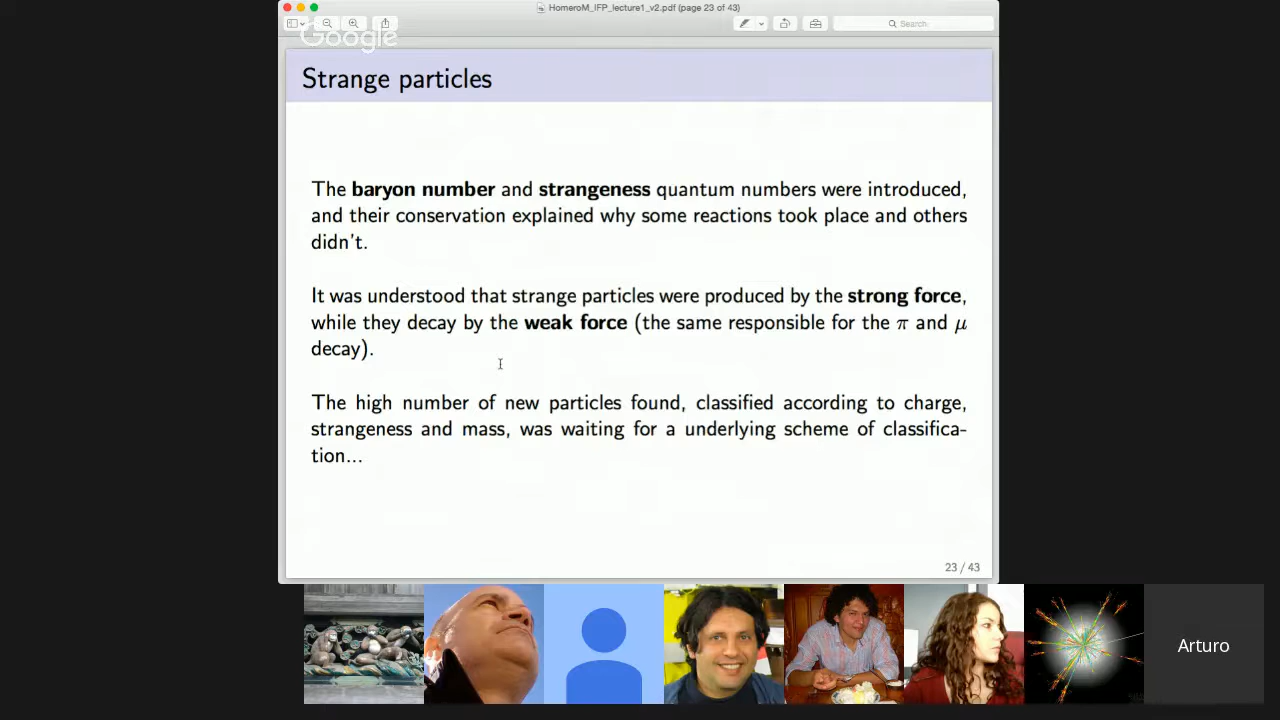 HomeroM_IFP_lecture1_v2.pdf (page 23 of 43)
Search
Google
Strange particles
The baryon number and strangeness quantum numbers were introduced,
and their conservation explained why some reactions took place and others
didn't.
It was understood that strange particles were produced by the strong force,
while they decay by the weak force (the same responsible for the π and μ
decay).
The high number of new particles found, classified according to charge,
strangeness and mass, was waiting for a underlying scheme of classifica-
tion...
23 / 43
Arturo